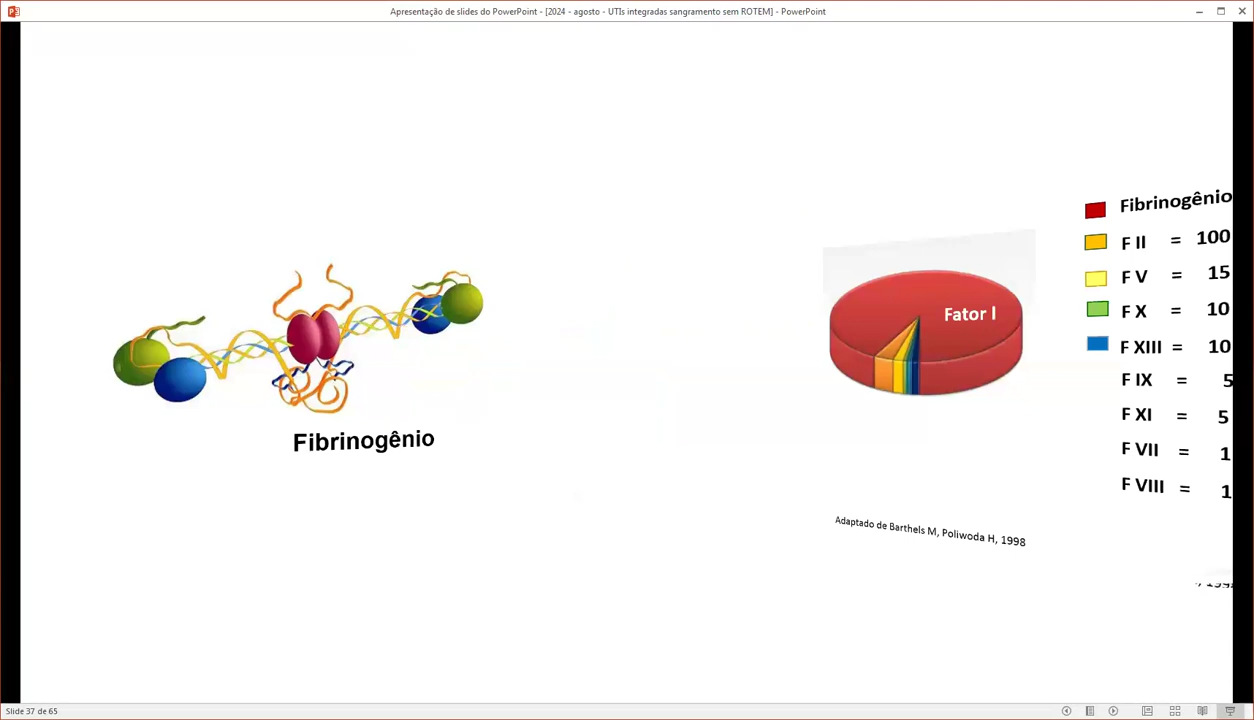 Apresentação de slides do PowerPoint - [2024 - agosto - UTIs integradas sangramento sem ROTEM] - PowerPoint
Fibrinogênio
Fator I
Fibrinogênio
F II = 100
F V = 15
F X = 10
F XIII = 10
F IX = 5
F XI = 5
F VII = 1
F VIII = 1
Adaptado de Barthels M, Poliwoda H, 1998
Slide 37 de 65